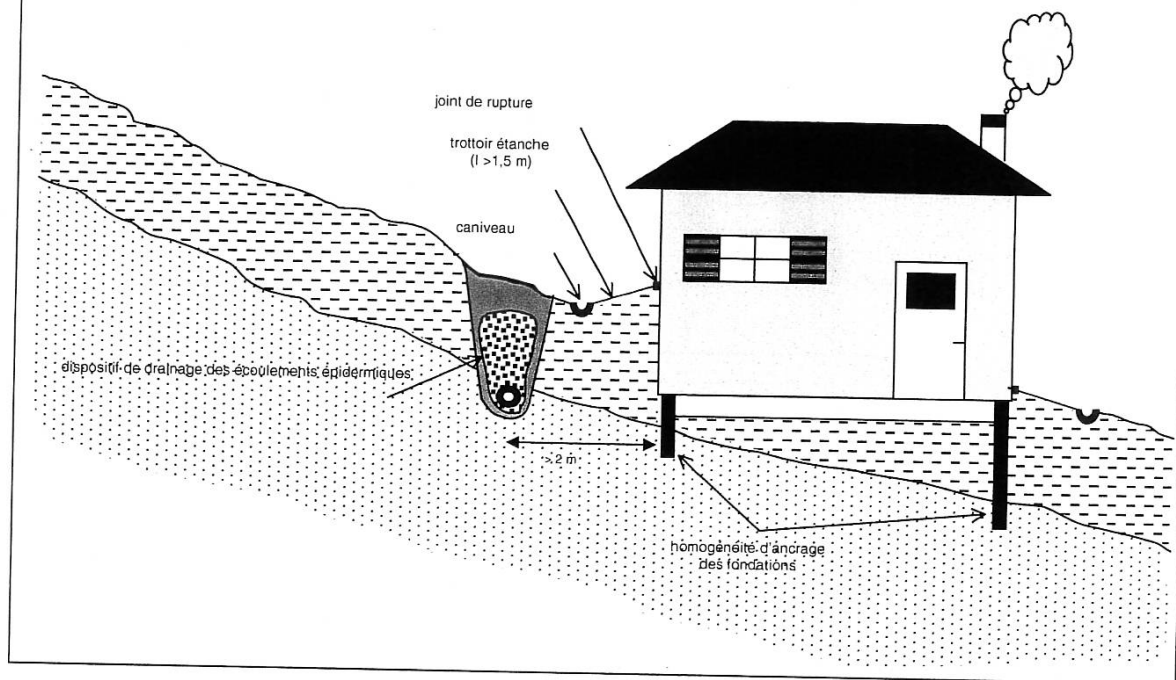 joint de rupture
trottoir étanche
(l >1,5 m)
caniveau
dispositif de drainage des écoulements épidermiques
> 2 m
homogénéité d'ancrage
des fondations